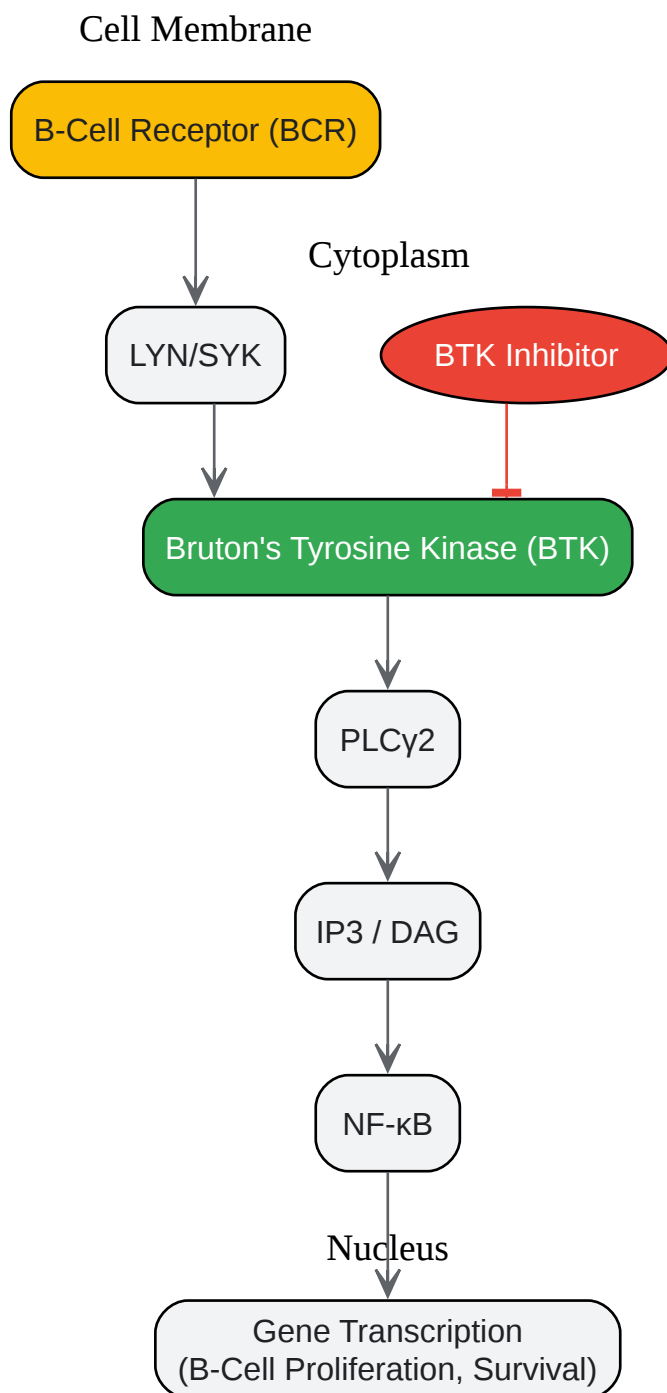 Cell Membrane
B-Cell Receptor (BCR)
Cytoplasm
LYN/SYK
BTK Inhibitor
Bruton's Tyrosine Kinase (BTK)
PLCγ2
IP3 / DAG
NF-κB
Nucleus
Gene Transcription
(B-Cell Proliferation, Survival)